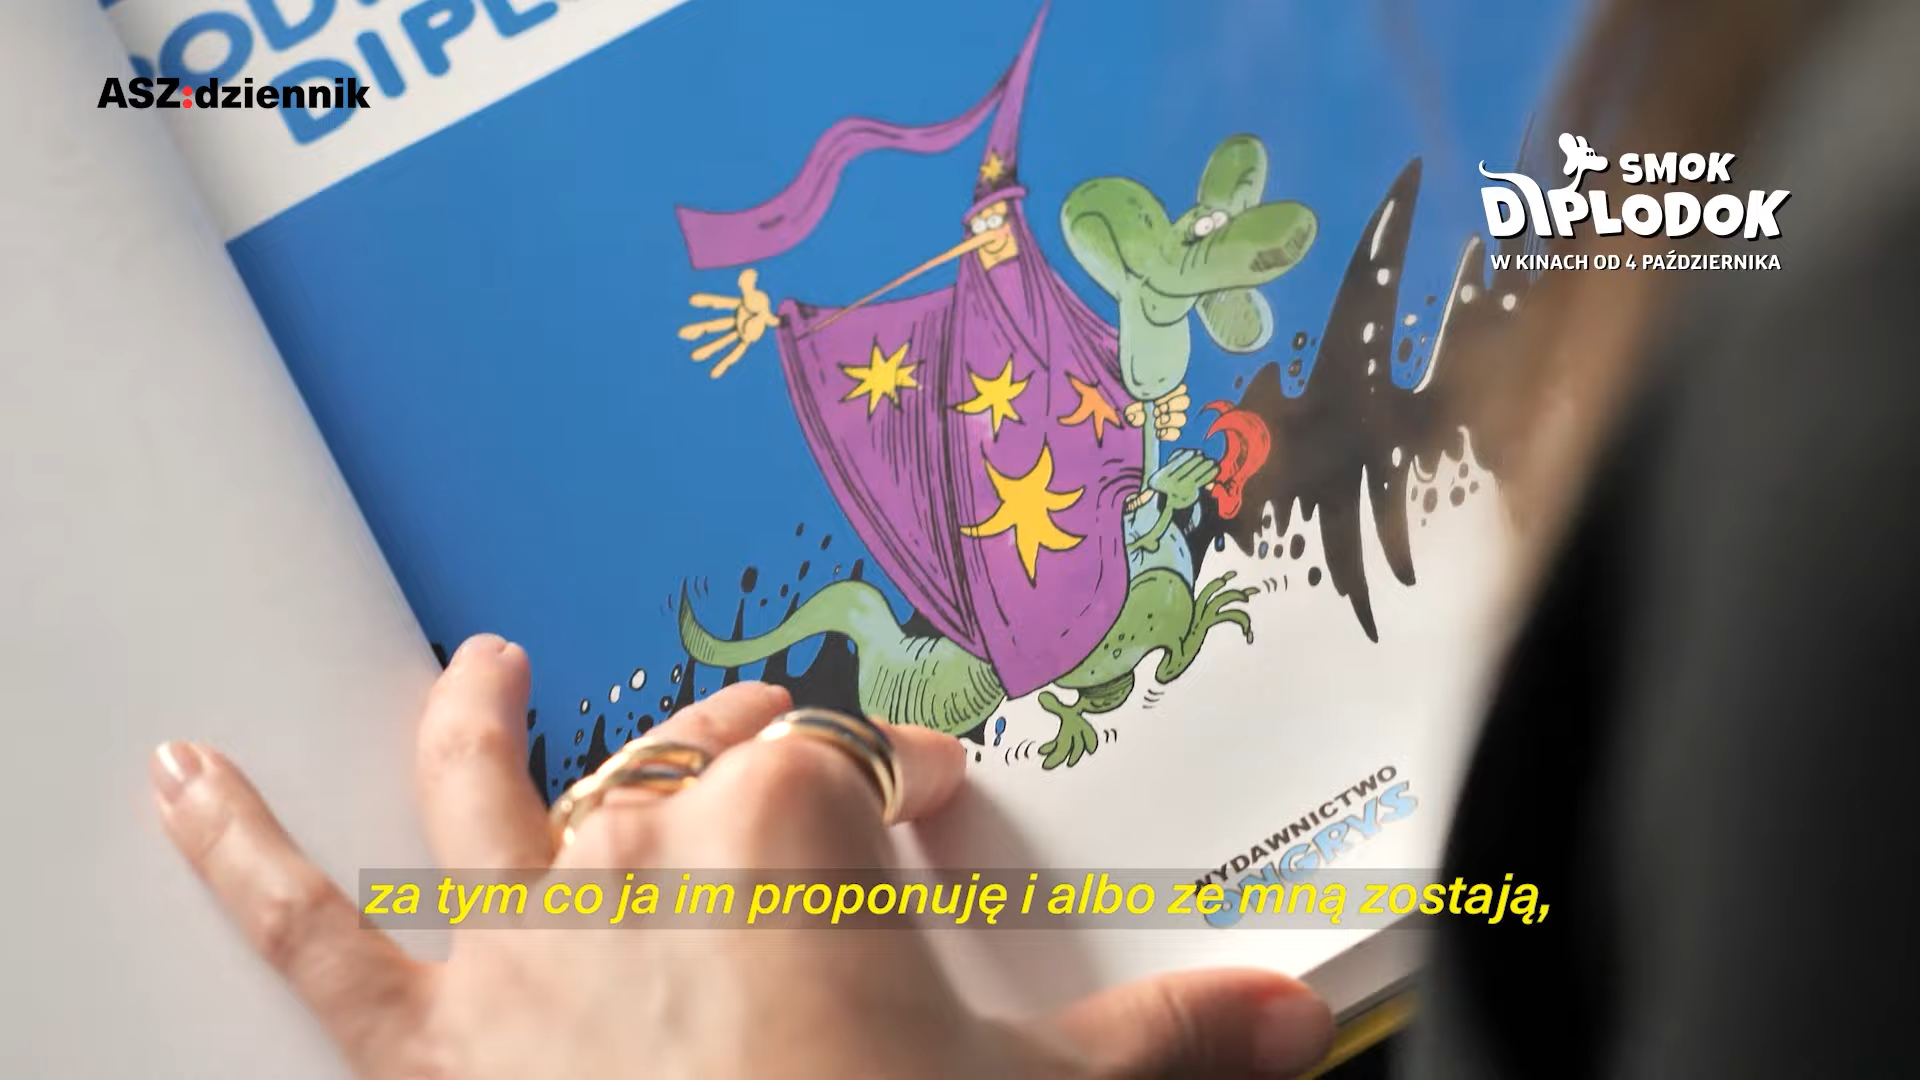 DIPL
ASZ:dziennik
SMOK
DIPLODOK
W KINACH OD 4 PAŹDZIERNIKA
WYDAWNICTWO
ONGRYS
za tym co ja im proponuję i albo ze mną zostają,